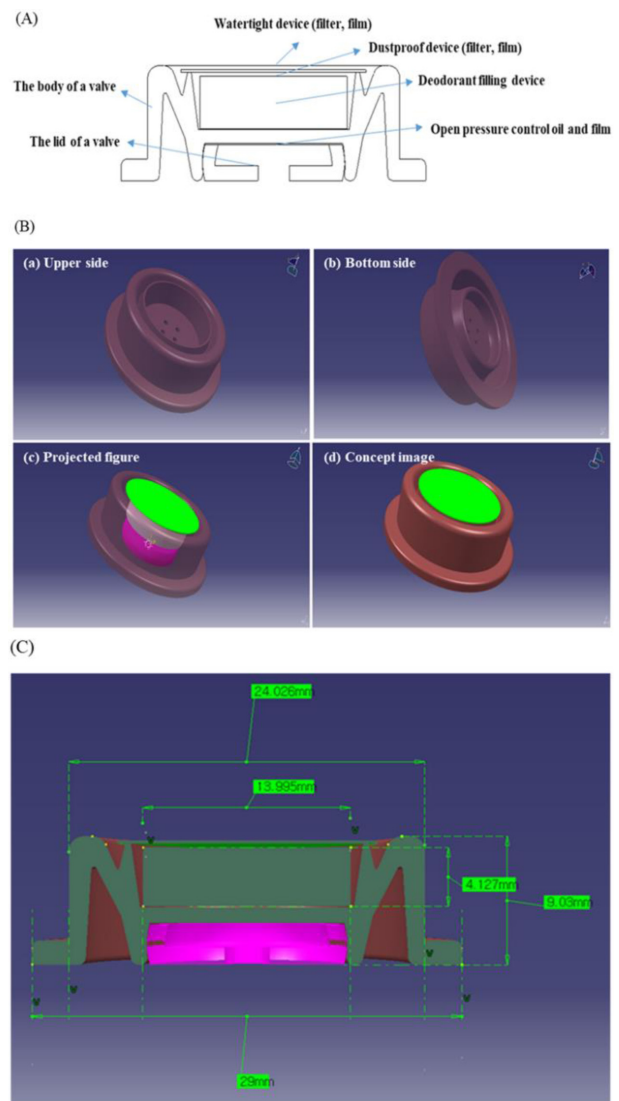 (A)
Watertight device (filter, film)
Dustproof device (filter, film)
Deodorant filling device
The body of a valve
Open pressure control oil and film
The lid of a valve
(B)
(a) Upper side
(b) Bottom side
(c) Projected figure
(d) Concept image
(C)
24.026mm
13.995mm
4.127mm
9.03mm
29mm